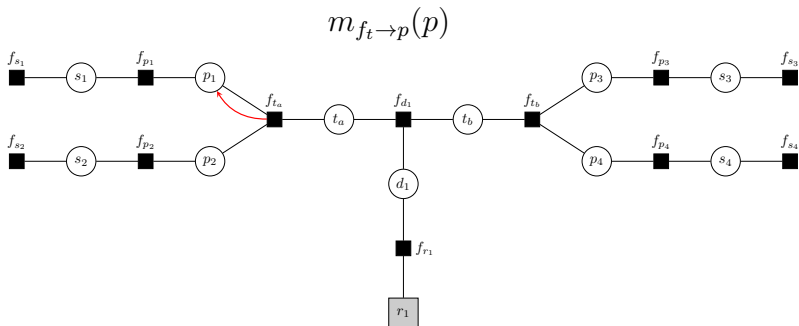 m_{f_t→p}(p)
f_{s_1} f_{p_1} f_{p_3} f_{s_3}
s_1 p_1 p_3 s_3
f_{t_a} f_{d_1} f_{t_b}
t_a t_b
f_{s_2} f_{p_2} f_{p_4} f_{s_4}
s_2 p_2 p_4 s_4
d_1
f_{r_1}
r_1